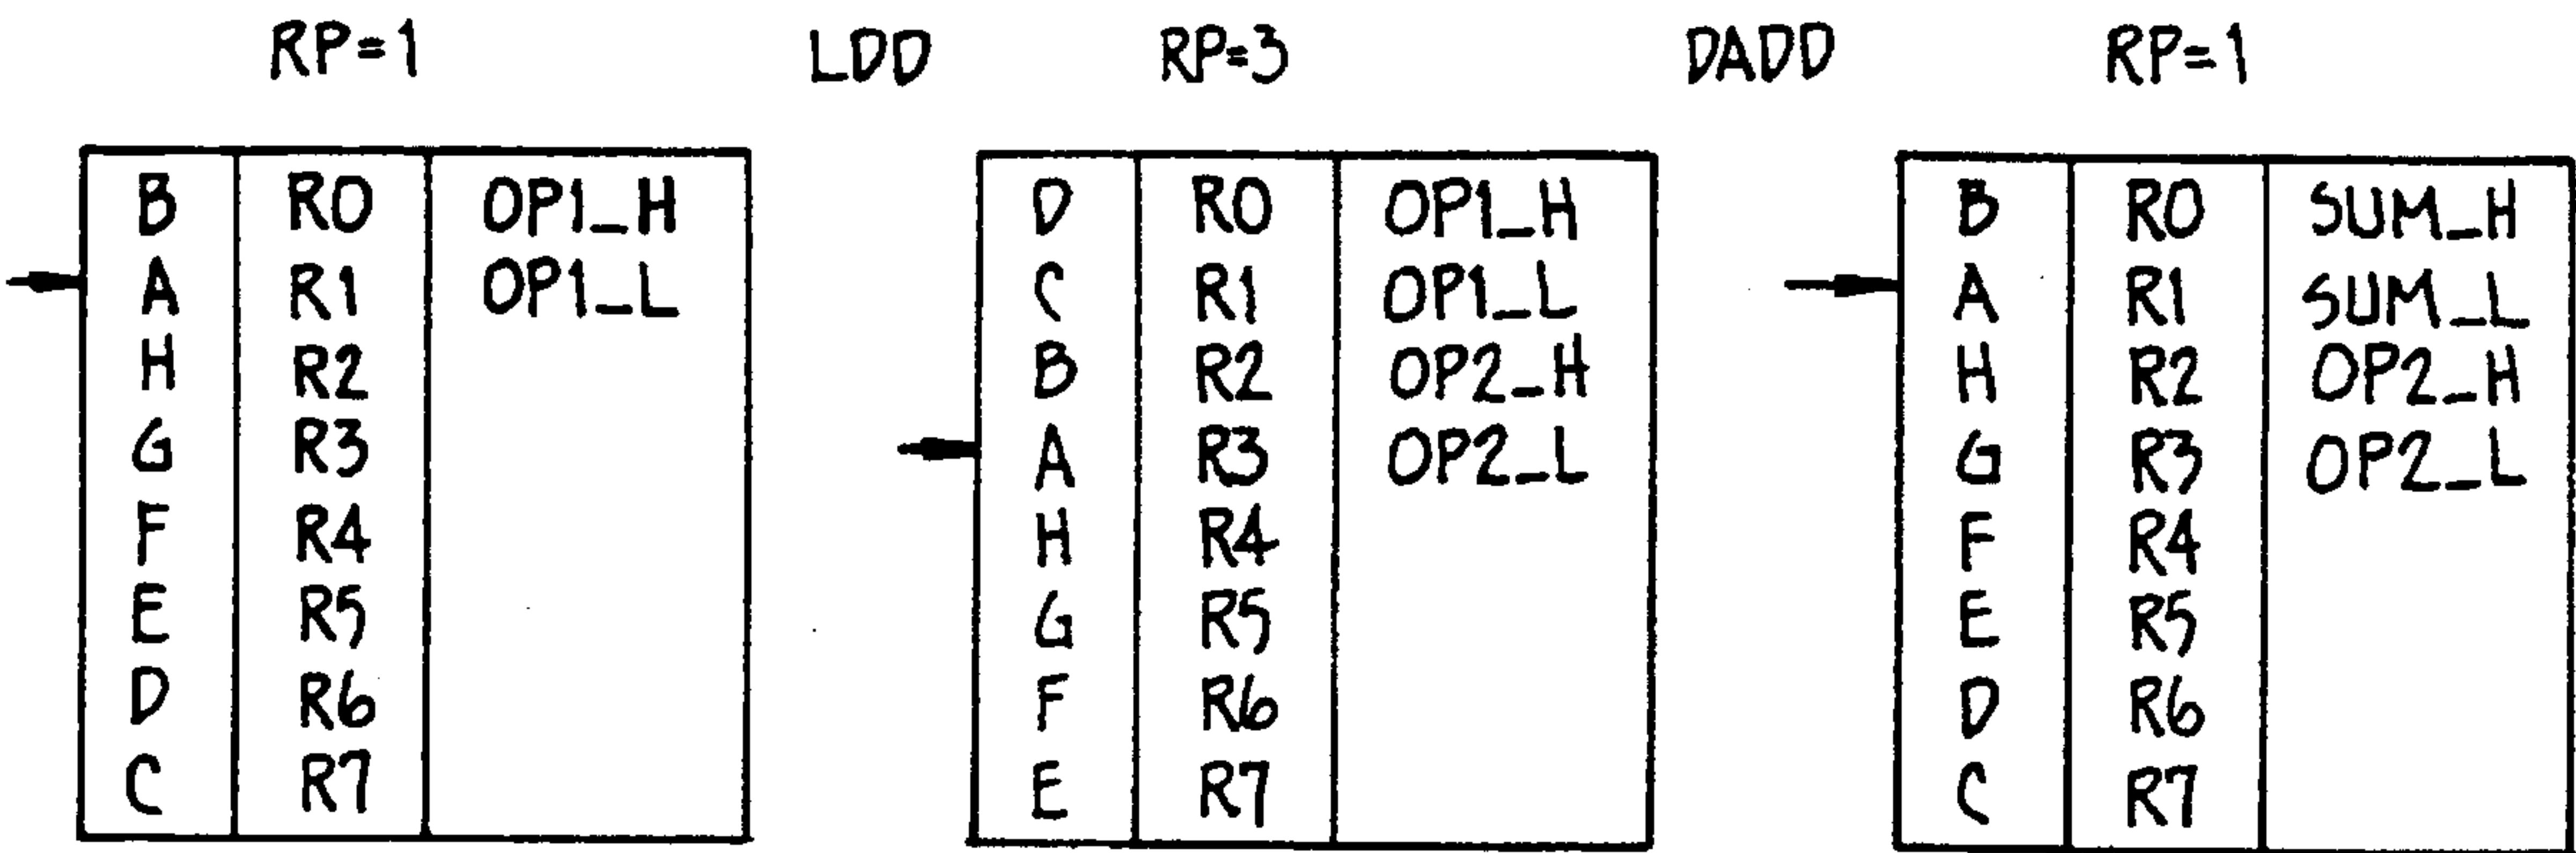 RP=1 LDD RP=3 DADD RP=1
B R0 OP1_H D R0 OP1_H B R0 SUM_H
A R1 OP1_L C R1 OP1_L A R1 SUM_L
H R2 B R2 OP2_H H R2 OP2_H
G R3 A R3 OP2_L G R3 OP2_L
F R4 H R4 F R4
E R5 G R5 E R5
D R6 F R6 D R6
C R7 E R7 C R7